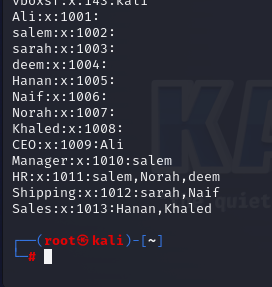 vboxsf:x:143:kali
Ali:x:1001:
salem:x:1002:
sarah:x:1003:
deem:x:1004:
Hanan:x:1005:
Naif:x:1006:
Norah:x:1007:
Khaled:x:1008:
CEO:x:1009:Ali
Manager:x:1010:salem
HR:x:1011:salem,Norah,deem
Shipping:x:1012:sarah,Naif
Sales:x:1013:Hanan,Khaled
┌──(root㉿kali)-[~]
└─#